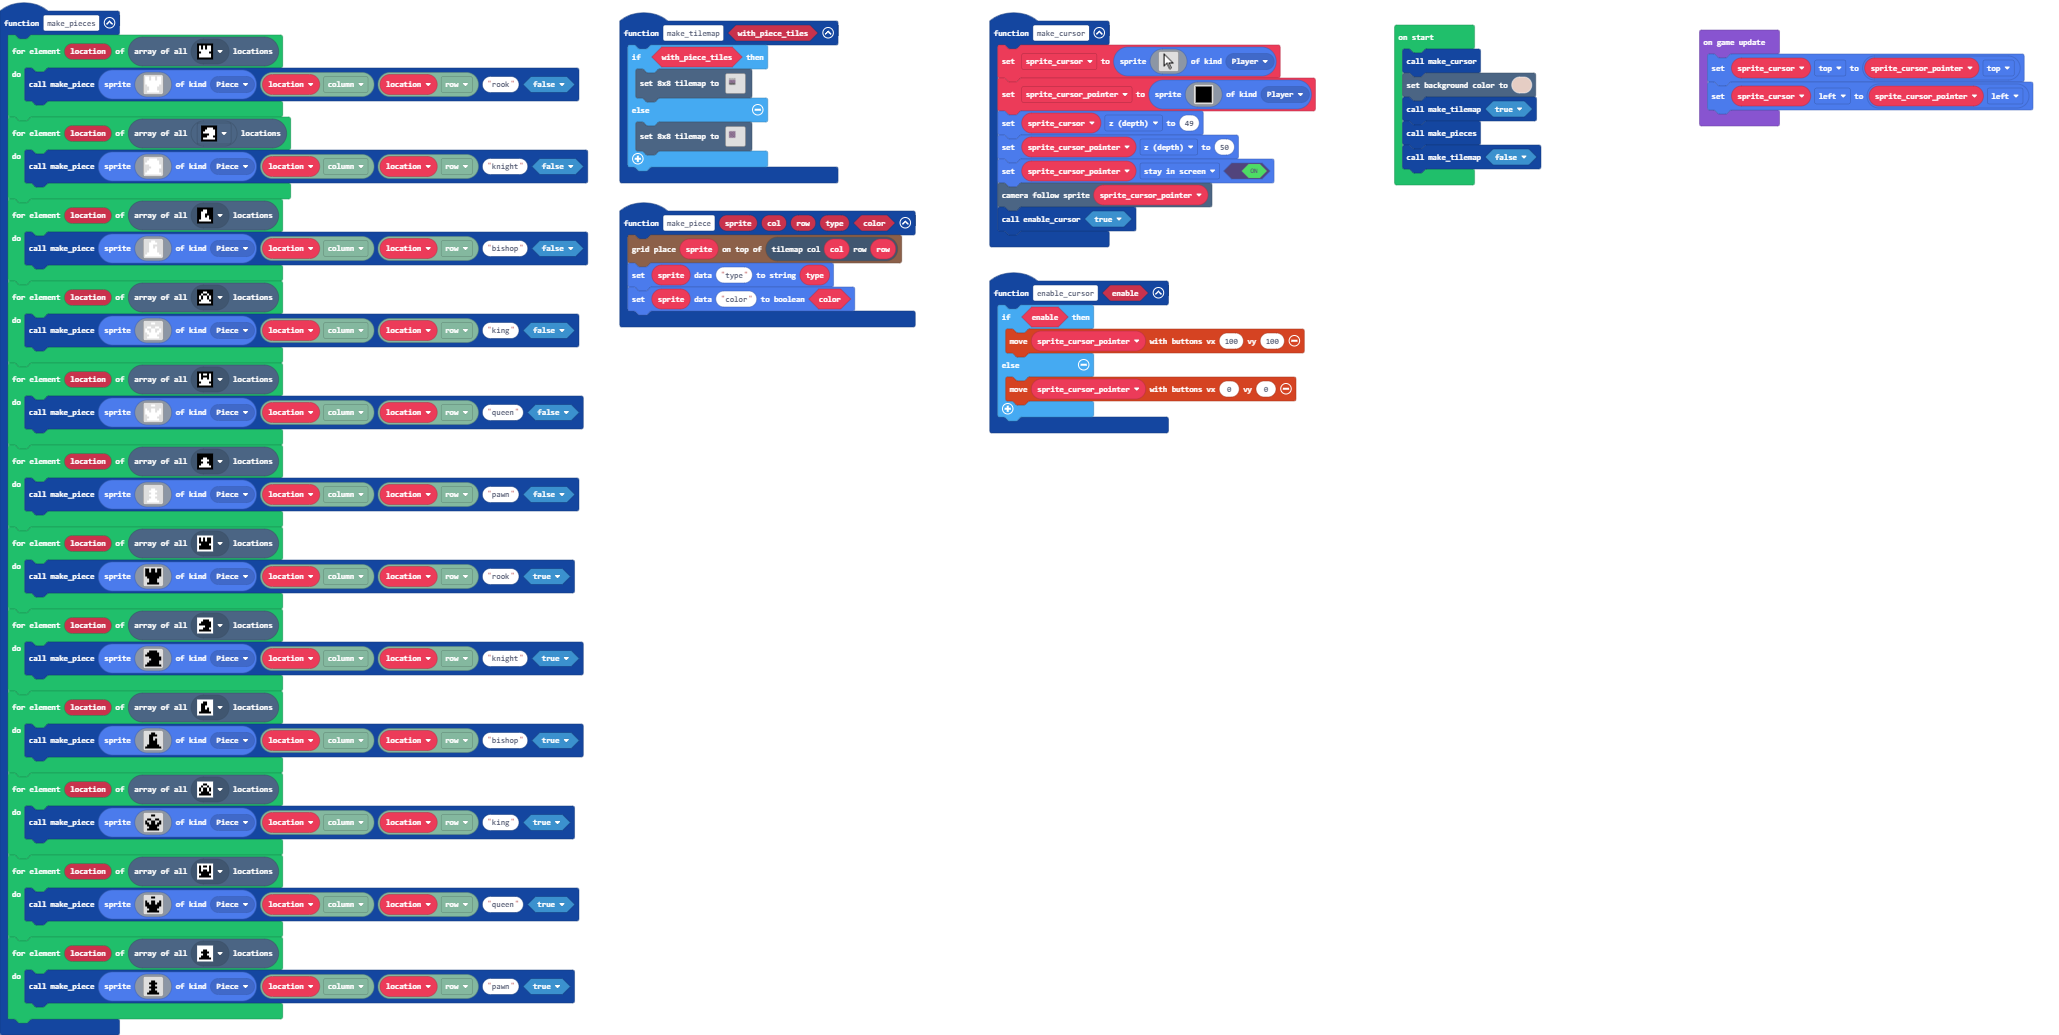 function make_pieces
for element location of array of all locations
do
call make_piece sprite of kind Piece location column location row "rook" false
for element location of array of all locations
do
call make_piece sprite of kind Piece location column location row "knight" false
for element location of array of all locations
do
call make_piece sprite of kind Piece location column location row "bishop" false
for element location of array of all locations
do
call make_piece sprite of kind Piece location column location row "king" false
for element location of array of all locations
do
call make_piece sprite of kind Piece location column location row "queen" false
for element location of array of all locations
do
call make_piece sprite of kind Piece location column location row "pawn" false
for element location of array of all locations
do
call make_piece sprite of kind Piece location column location row "rook" true
for element location of array of all locations
do
call make_piece sprite of kind Piece location column location row "knight" true
for element location of array of all locations
do
call make_piece sprite of kind Piece location column location row "bishop" true
for element location of array of all locations
do
call make_piece sprite of kind Piece location column location row "king" true
for element location of array of all locations
do
call make_piece sprite of kind Piece location column location row "queen" true
for element location of array of all locations
do
call make_piece sprite of kind Piece location column location row "pawn" true
function make_tilemap with_piece_tiles
if with_piece_tiles then
set 8x8 tilemap to
else
set 8x8 tilemap to
function make_piece sprite col row type color
grid place sprite on top of tilemap col col row row
set sprite data "type" to string type
set sprite data "color" to boolean color
function make_cursor
set sprite_cursor to sprite of kind Player
set sprite_cursor_pointer to sprite of kind Player
set sprite_cursor z (depth) to 49
set sprite_cursor_pointer z (depth) to 50
set sprite_cursor_pointer stay in screen ON
camera follow sprite sprite_cursor_pointer
call enable_cursor true
function enable_cursor enable
if enable then
move sprite_cursor_pointer with buttons vx 100 vy 100
else
move sprite_cursor_pointer with buttons vx 0 vy 0
on start
call make_cursor
set background color to
call make_tilemap true
call make_pieces
call make_tilemap false
on game update
set sprite_cursor top to sprite_cursor_pointer top
set sprite_cursor left to sprite_cursor_pointer left